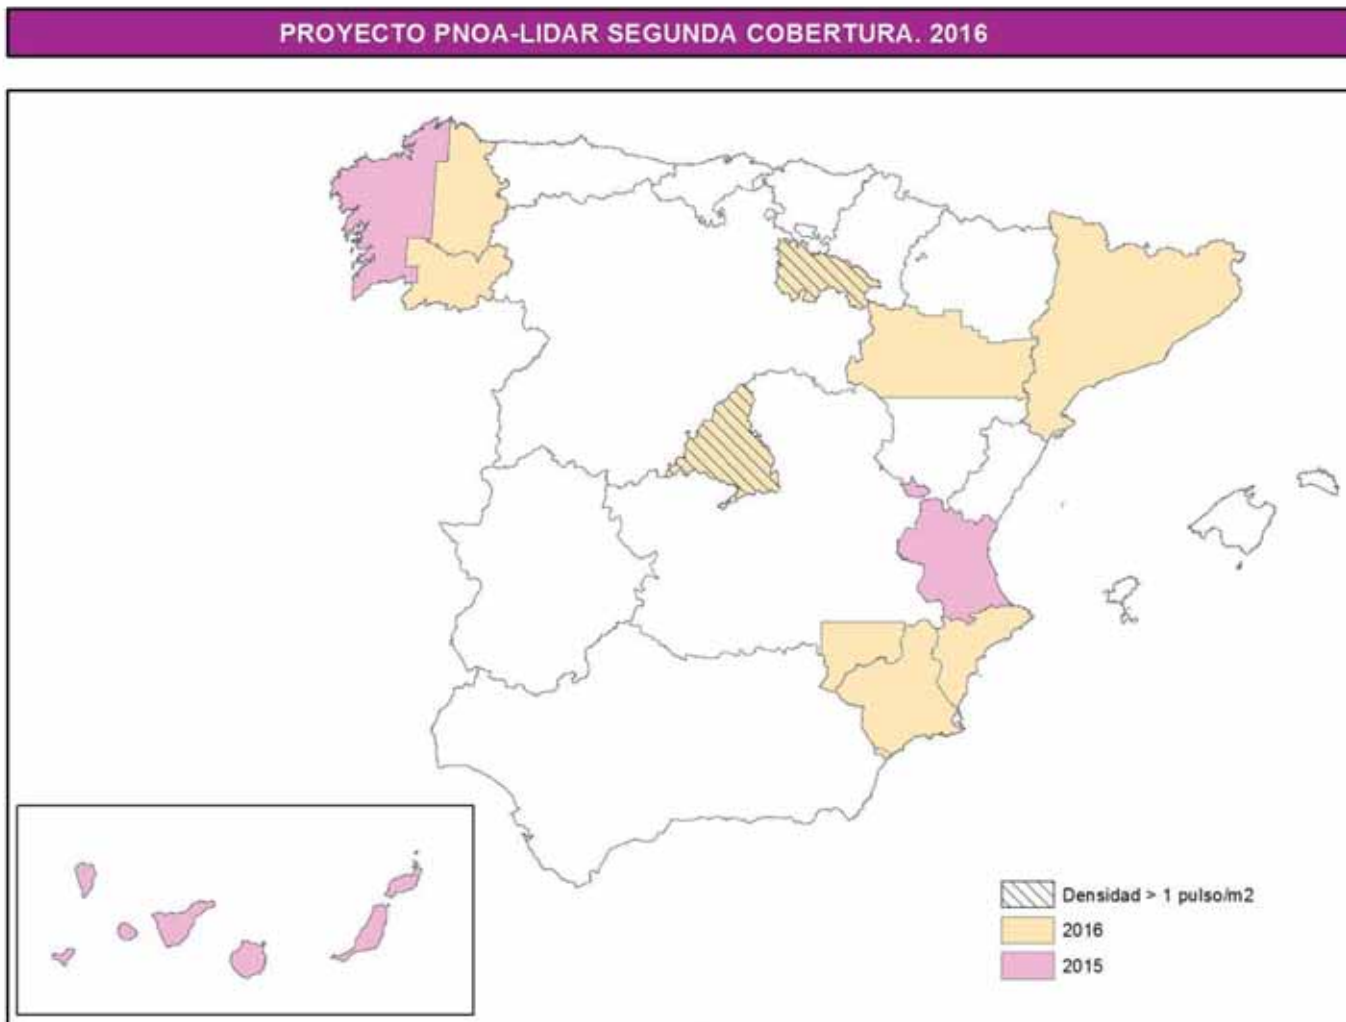 PROYECTO PNOA-LIDAR SEGUNDA COBERTURA. 2016
Densidad > 1 pulso/m2
2016
2015